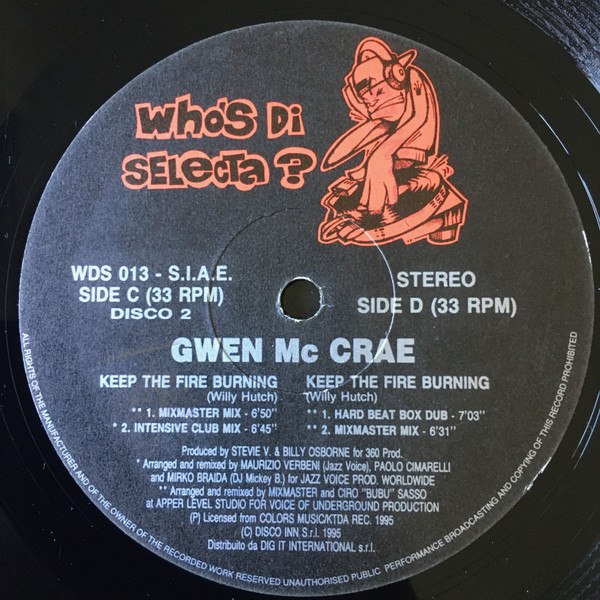 WHO'S Di
SELECTA?
WDS 013 - S.I.A.E.
SIDE C (33 RPM)
DISCO 2
STEREO
SIDE D (33 RPM)
GWEN Mc CRAE
KEEP THE FIRE BURNING
(Willy Hutch)
** 1. MIXMASTER MIX - 6'50"
* 2. INTENSIVE CLUB MIX - 6'45"
KEEP THE FIRE BURNING
(Willy Hutch)
** 1. HARD BEAT BOX DUB - 7'03"
** 2. MIXMASTER MIX - 6'31"
Produced by STEVIE V. & BILLY OSBORNE for 360 Prod.
* Arranged and remixed by MAURIZIO VERBENI (Jazz Voice), PAOLO CIMARELLI
and MIRKO BRAIDA (DJ Mickey B.) for JAZZ VOICE PROD. WORLDWIDE
** Arranged and remixed by MIXMASTER and CIRO "BUBU" SASSO
at APPER LEVEL STUDIO FOR VOICE OF UNDERGROUND PRODUCTION
(P) Licensed from COLORS MUSIC/KTDA REC. 1995
(C) DISCO INN S.r.l. 1995
Distribuito da DIG IT INTERNATIONAL s.r.l.
ALL RIGHTS OF THE MANUFACTURER AND OF THE OWNER OF THE RECORDED WORK RESERVED UNAUTHORISED PUBLIC PERFORMANCE BROADCASTING AND COPYING OF THIS RECORD PROHIBITED